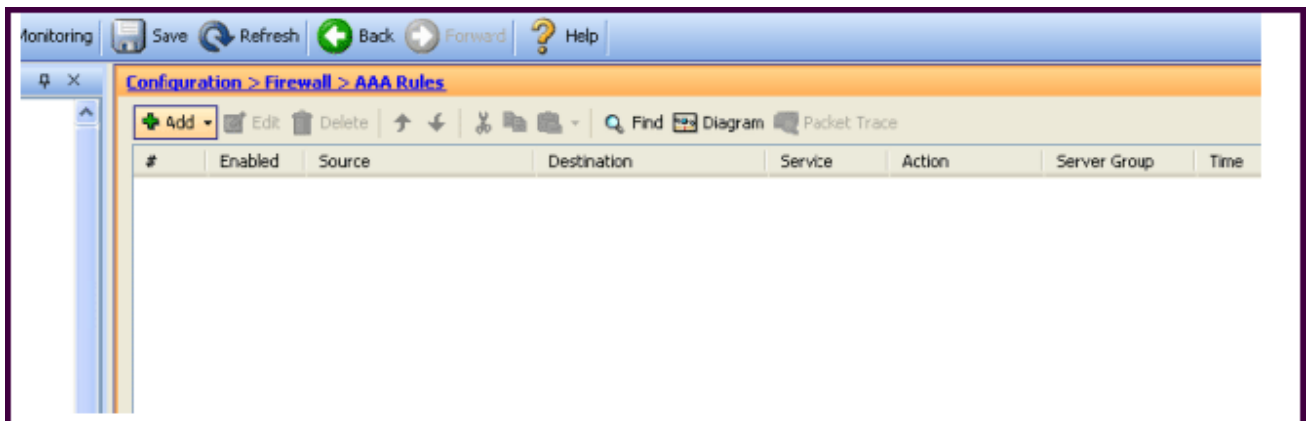 Monitoring Save Refresh Back Forward Help
Configuration > Firewall > AAA Rules
Add Edit Delete Find Diagram Packet Trace
# Enabled Source Destination Service Action Server Group Time